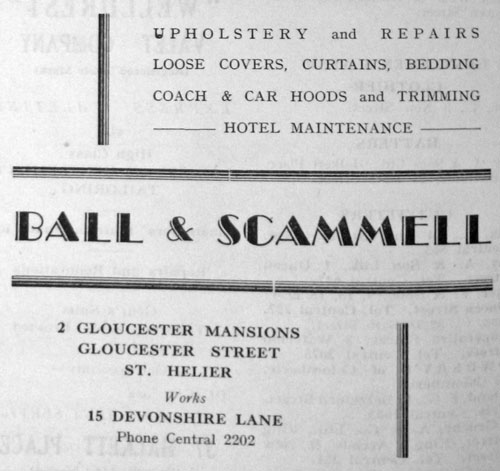 UPHOLSTERY and REPAIRS
LOOSE COVERS, CURTAINS, BEDDING
COACH & CAR HOODS and TRIMMING
HOTEL MAINTENANCE
BALL & SCAMMELL
2 GLOUCESTER MANSIONS
GLOUCESTER STREET
ST. HELIER
Works
15 DEVONSHIRE LANE
Phone Central 2202